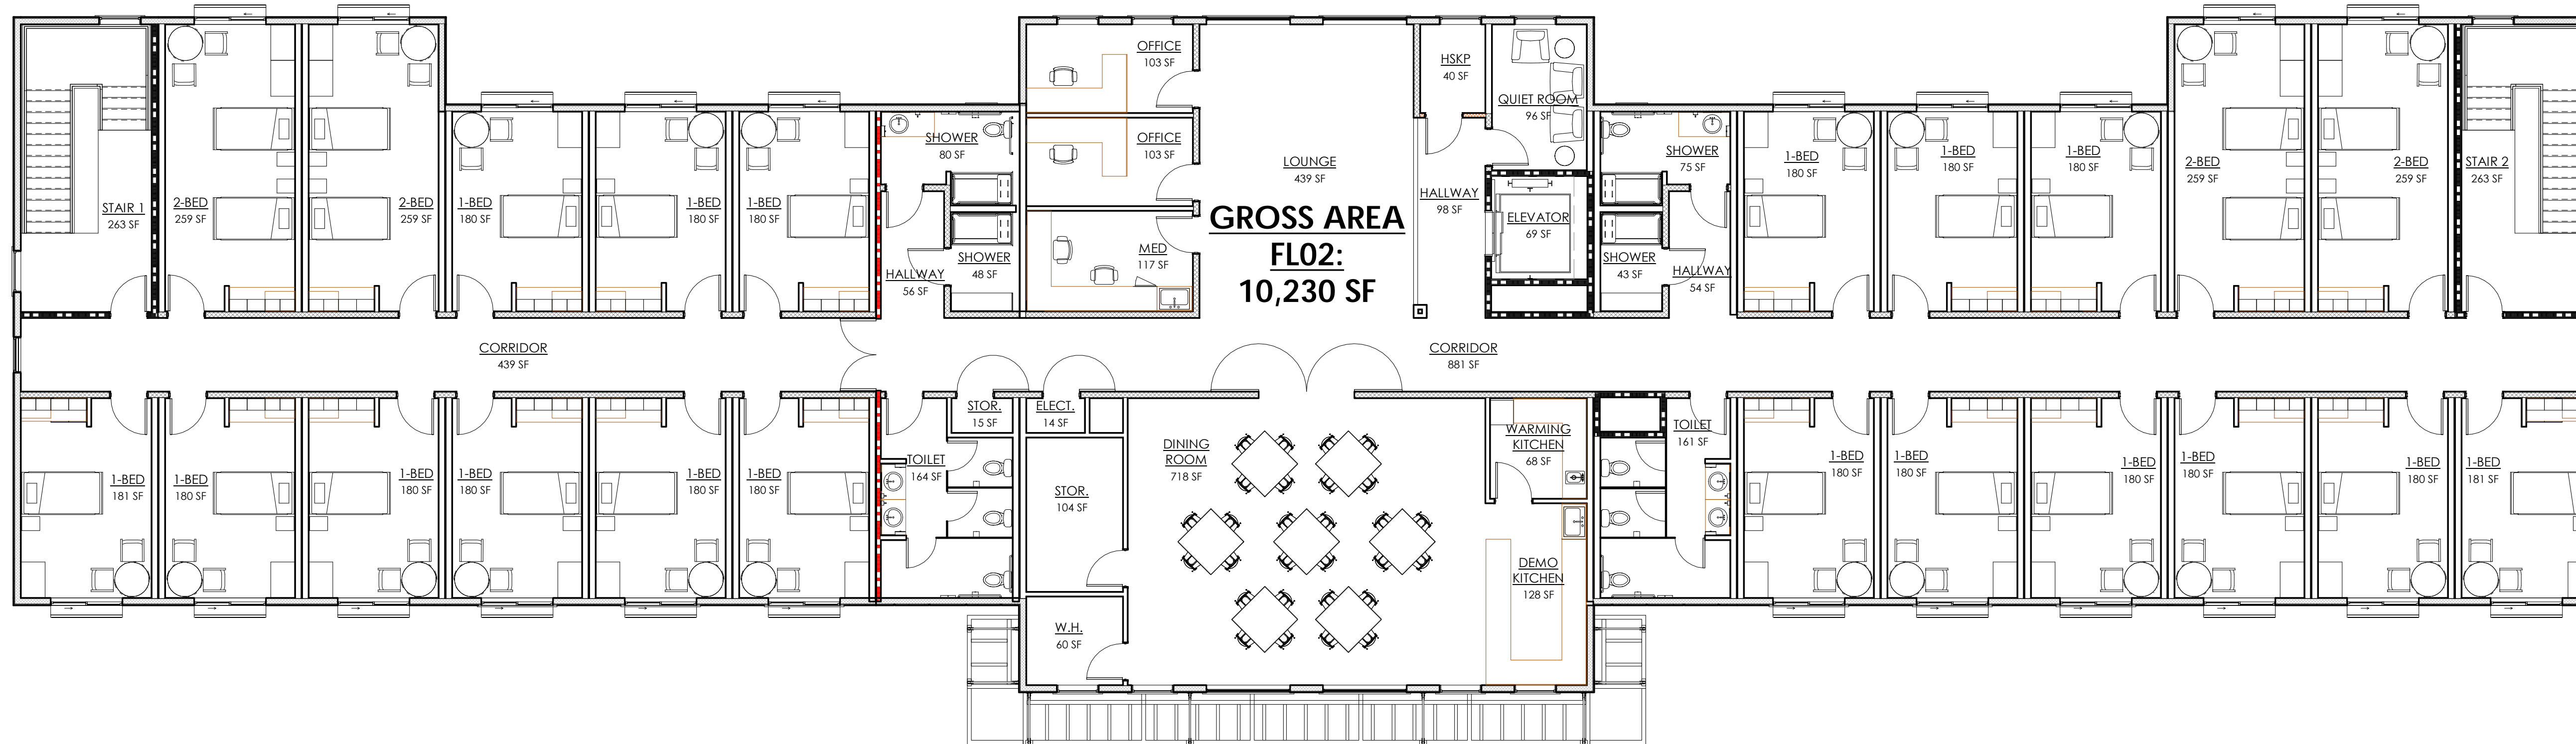 OFFICE
103 SF
HSKP
40 SF
QUIET ROOM
96 SF
SHOWER
80 SF
OFFICE
103 SF
LOUNGE
439 SF
SHOWER
75 SF
1-BED
180 SF
1-BED
180 SF
1-BED
180 SF
2-BED
259 SF
2-BED
259 SF
STAIR 2
263 SF
STAIR 1
263 SF
2-BED
259 SF
2-BED
259 SF
1-BED
180 SF
1-BED
180 SF
1-BED
180 SF
HALLWAY
98 SF
ELEVATOR
69 SF
GROSS AREA
FL02:
10,230 SF
MED
117 SF
SHOWER
48 SF
HALLWAY
56 SF
SHOWER
43 SF
HALLWAY
54 SF
CORRIDOR
439 SF
CORRIDOR
881 SF
STOR.
15 SF
ELECT.
14 SF
DINING
ROOM
718 SF
WARMING
KITCHEN
68 SF
TOILET
161 SF
TOILET
164 SF
1-BED
181 SF
1-BED
180 SF
1-BED
180 SF
1-BED
180 SF
1-BED
180 SF
1-BED
180 SF
STOR.
104 SF
1-BED
180 SF
1-BED
180 SF
1-BED
180 SF
1-BED
180 SF
1-BED
180 SF
1-BED
181 SF
DEMO
KITCHEN
128 SF
W.H.
60 SF